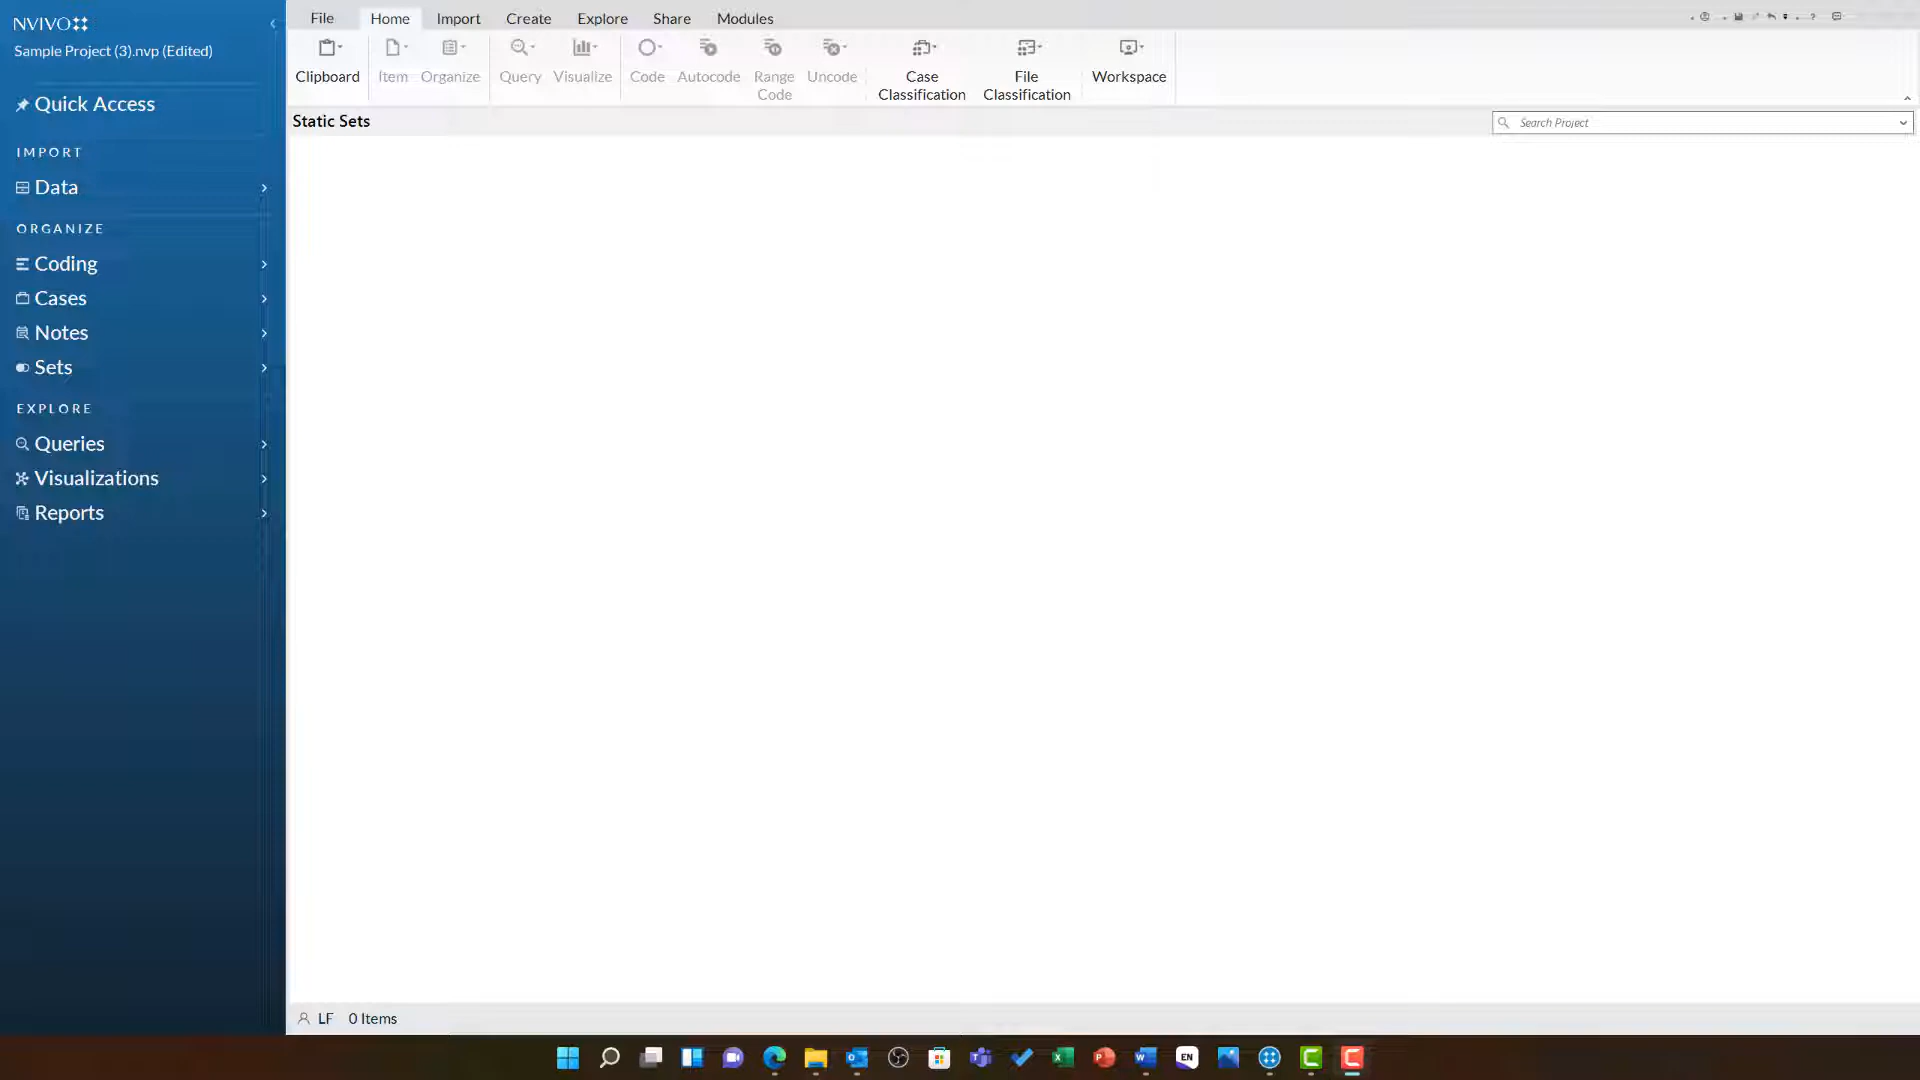 NVIVO
Sample Project (3).nvp (Edited)
Quick Access
IMPORT
Data
ORGANIZE
Coding
Cases
Notes
Sets
EXPLORE
Queries
Visualizations
Reports
File Home Import Create Explore Share Modules
Clipboard Item Organize Query Visualize Code Autocode Range Code Uncode Case Classification File Classification Workspace
Static Sets
Search Project
LF 0 Items
EN